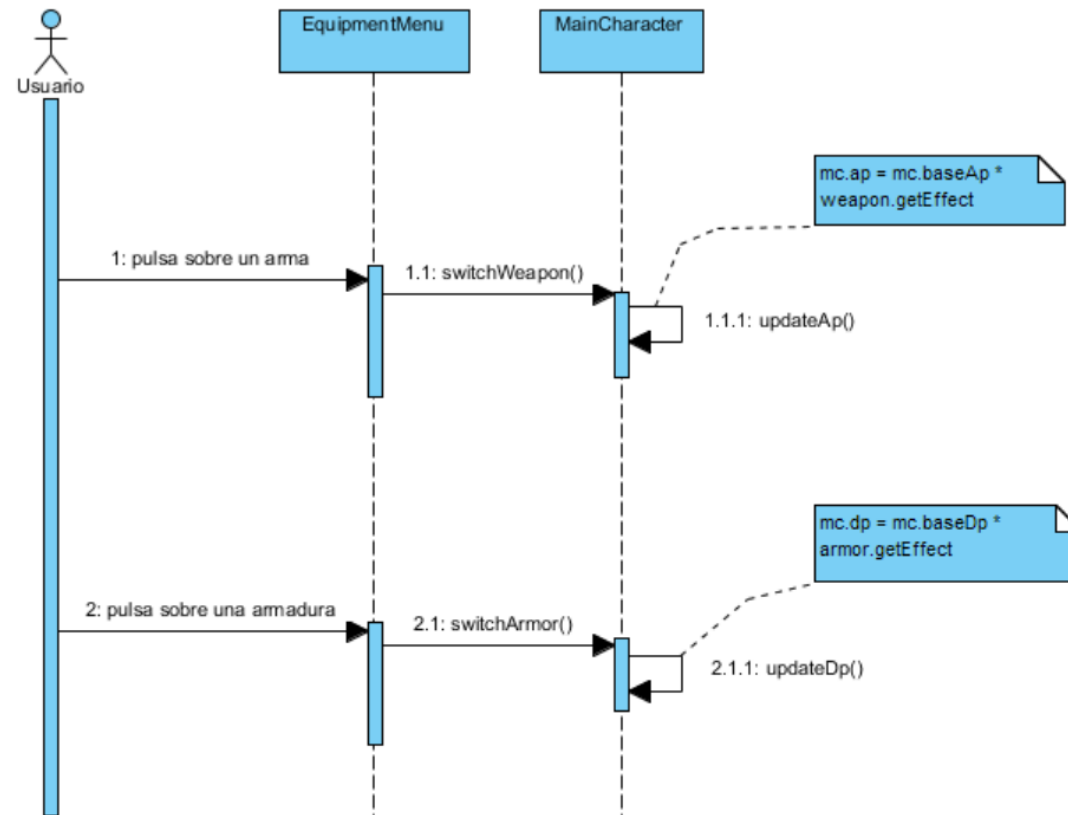 Usuario
EquipmentMenu
MainCharacter
mc.ap = mc.baseAp *
weapon.getEffect
1: pulsa sobre un arma
1.1: switchWeapon()
1.1.1: updateAp()
mc.dp = mc.baseDp *
armor.getEffect
2: pulsa sobre una armadura
2.1: switchArmor()
2.1.1: updateDp()